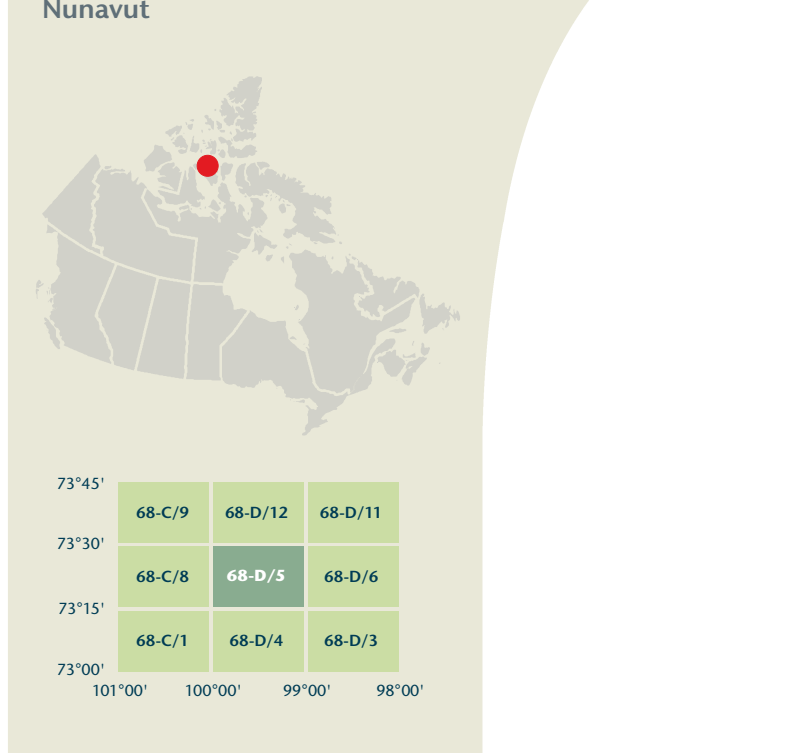 Nunavut
73°45'
68-C/9 68-D/12 68-D/11
73°30'
68-C/8 68-D/5 68-D/6
73°15'
68-C/1 68-D/4 68-D/3
73°00'
101°00' 100°00' 99°00' 98°00'